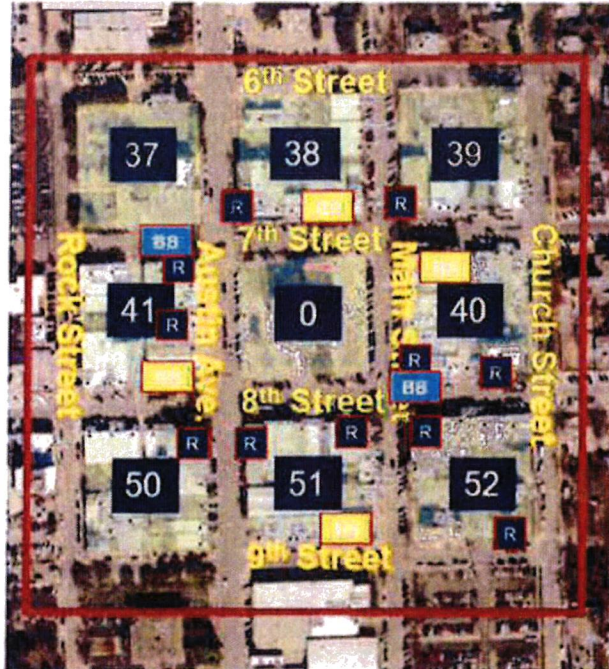 6th Street
37
38
39
R
R
7th Street
BB
R
Rock Street
Austin Ave.
Main Street
Church Street
41
0
40
R
R
R
BB
8th Street
R
R
R
R
50
51
52
R
9th Street